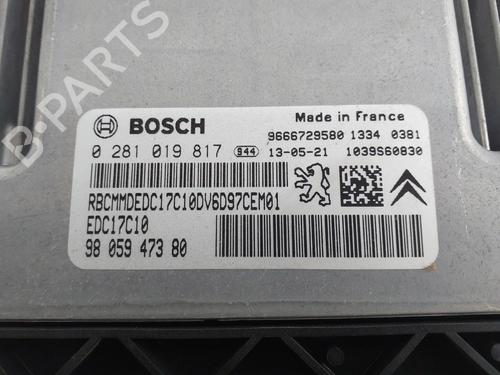 B-PARTS
BOSCH
Made in France
9666729580 1334 0381
0 281 019 817 944 13-05-21 1039S60830
RBCMMDEDC17C10DV6D97CEM01
EDC17C10
98 059 473 80